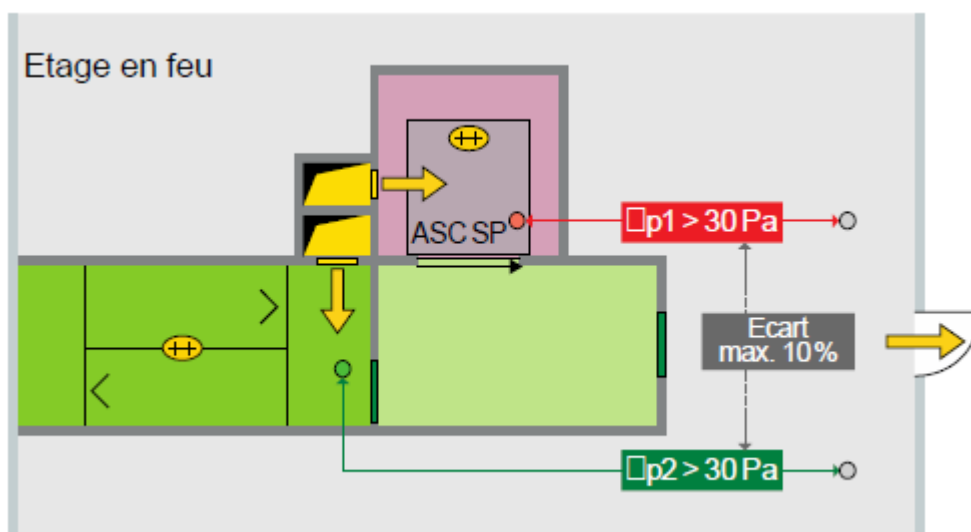 Etage en feu
ASC SP
□p1 > 30 Pa
Ecart
max. 10 %
□p2 > 30 Pa